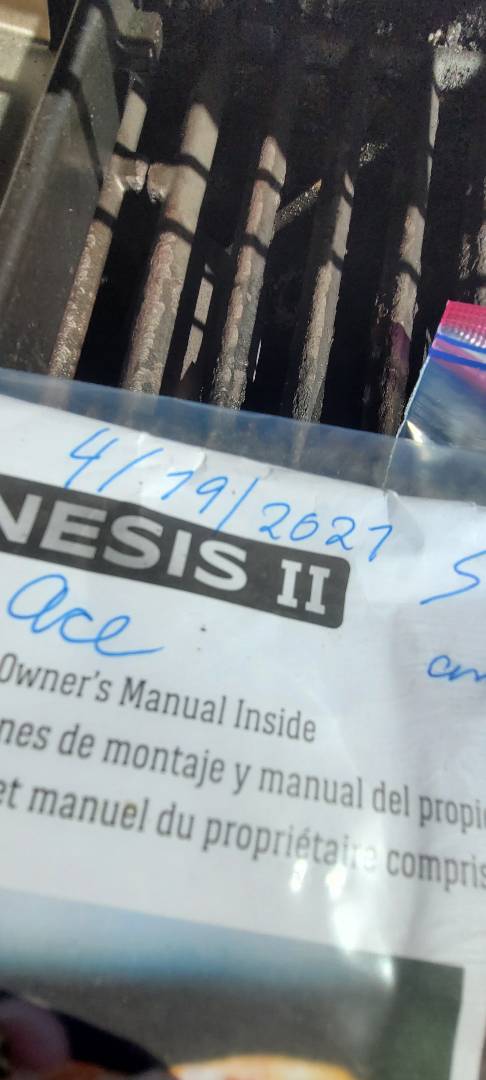 4/19/2021
NESIS II
Ace
Owner's Manual Inside
nes de montaje y manual del propi
et manuel du propriétaire compris